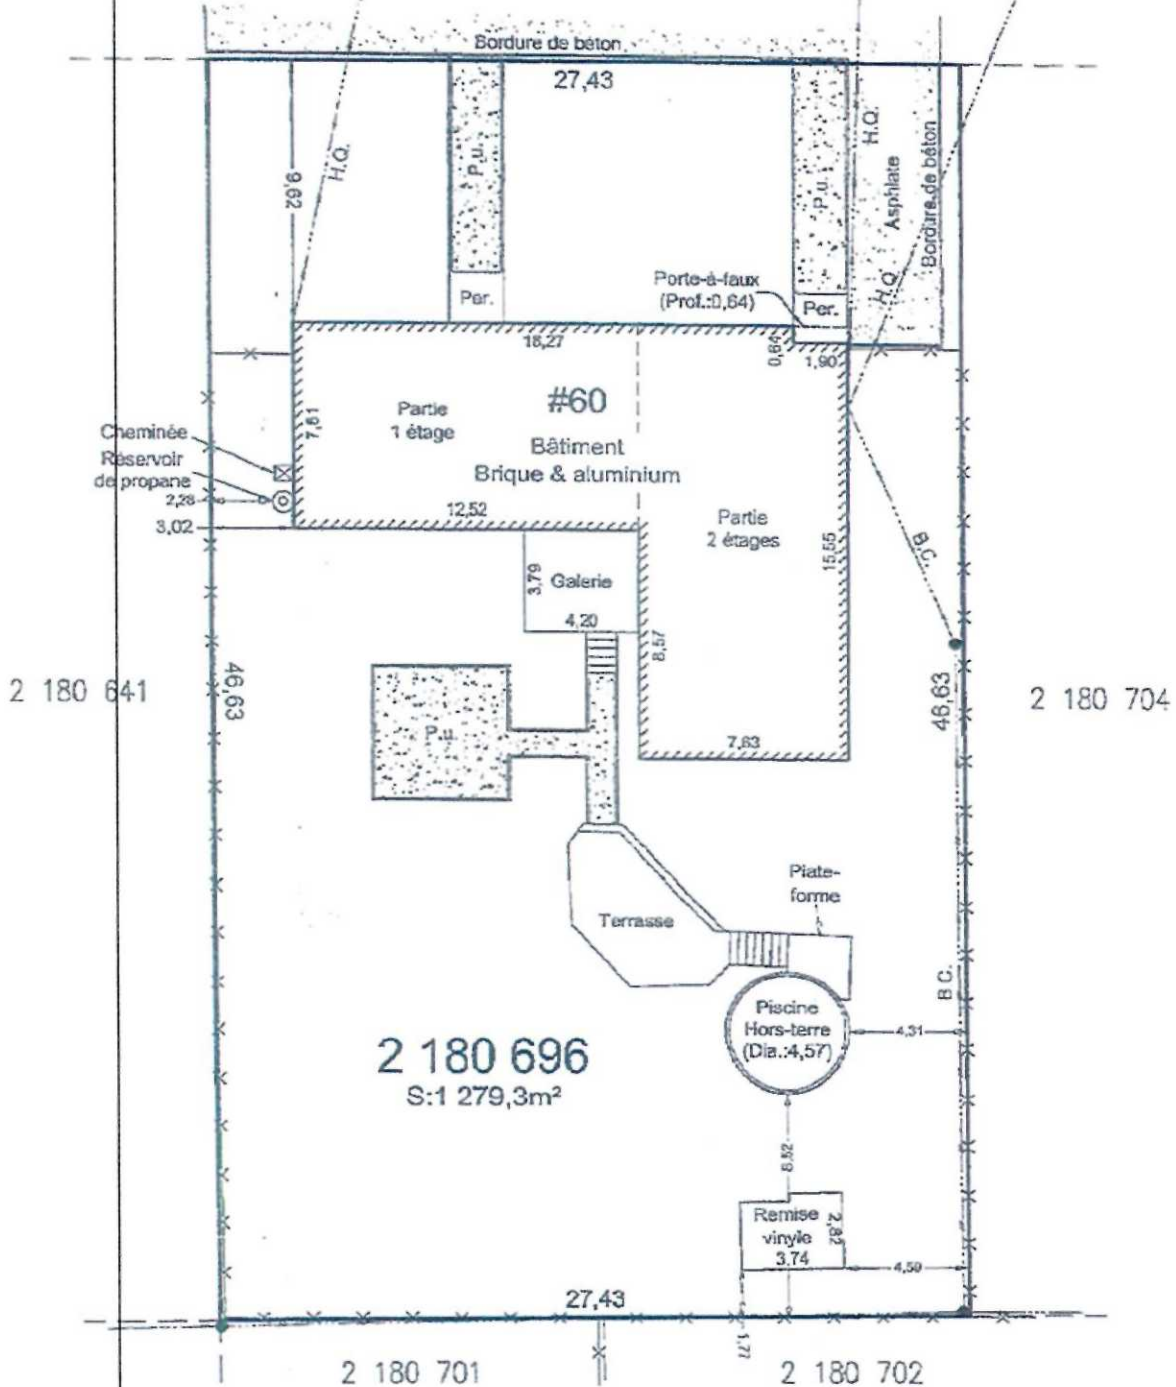 Bordure de béton
27,43
9,62
H.Q.
P.u.
Per.
P.u.
Per.
H.Q.
Asphlate
Bordure de béton
H.Q.
Porte-à-faux
(Prof.:0,64)
18,27
0,64
1,90
#60
Bâtiment
Brique & aluminium
Partie
1 étage
7,61
Cheminée
Réservoir
de propane
2,28
3,02
12,52
Partie
2 étages
15,55
B.C.
Galerie
3,79
4,20
8,57
7,63
2 180 641
46,63
46,63
2 180 704
P.u.
Terrasse
Plate-
forme
B.C.
Piscine
Hors-terre
(Dia.:4,57)
4,31
2 180 696
S:1 279,3m²
8,52
Remise
vinyle
3,74
2,82
4,59
27,43
1,77
2 180 701
2 180 702